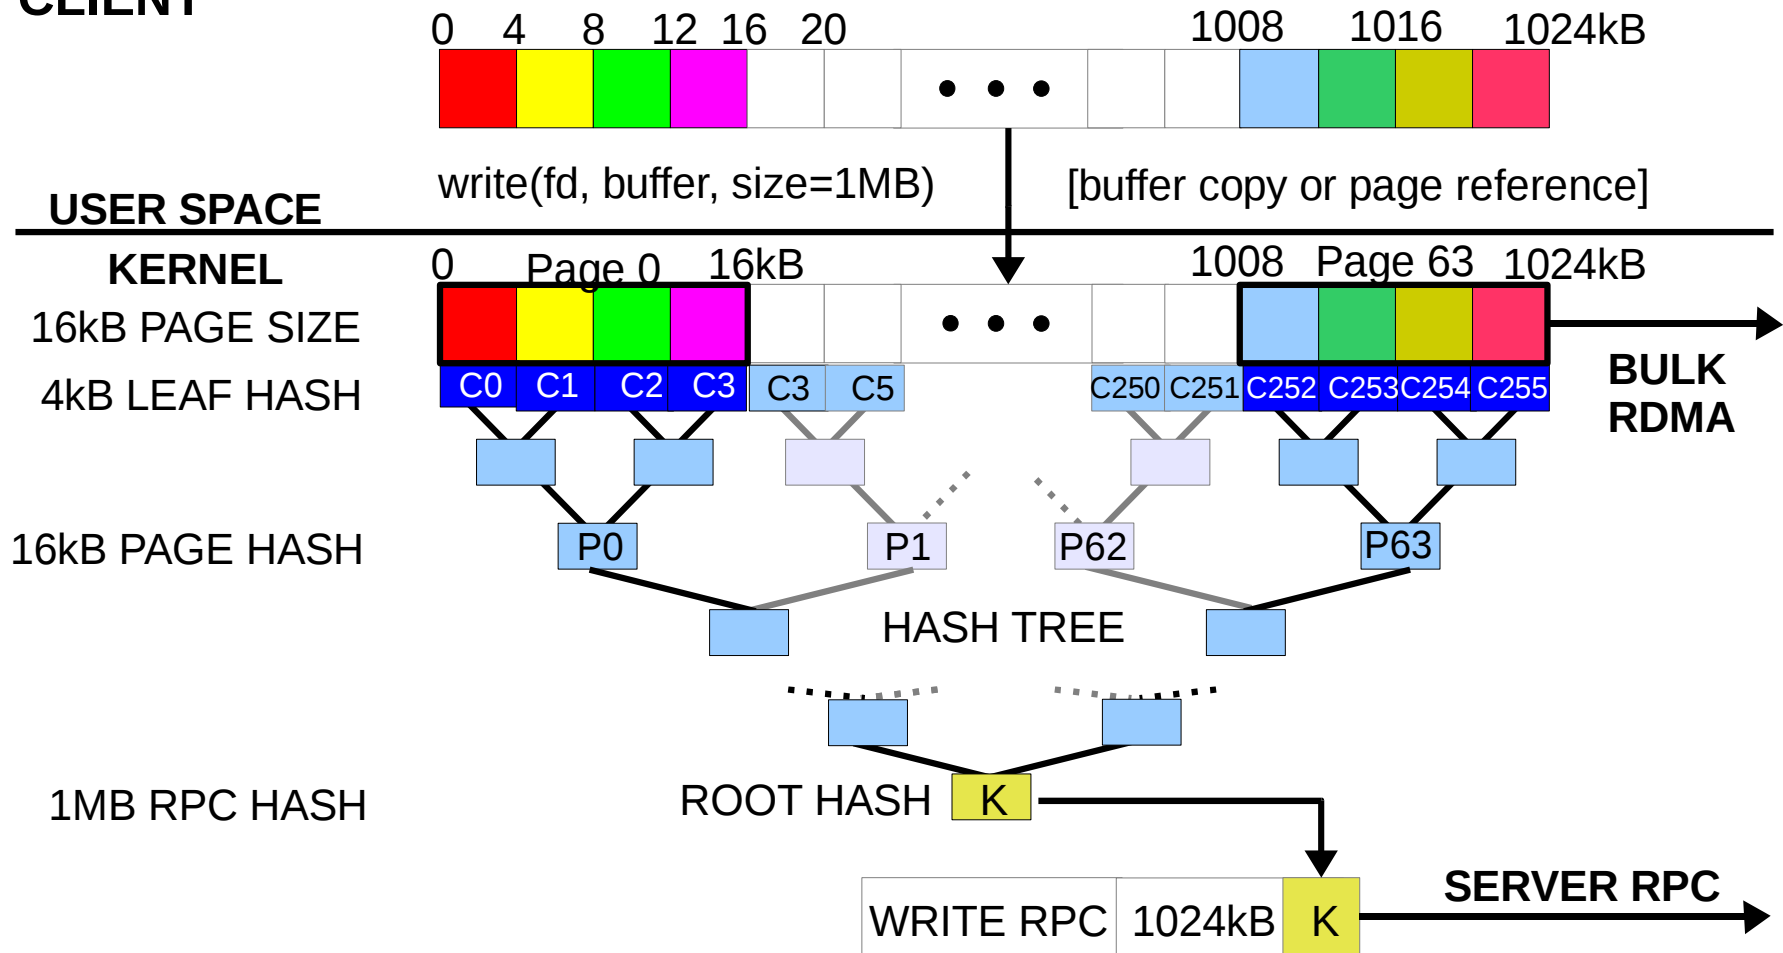 CLIENT
0 4 8 12 16 20 1008 1016 1024kB
write(fd, buffer, size=1MB) [buffer copy or page reference]
USER SPACE
KERNEL 0 Page 0 16kB 1008 Page 63 1024kB
16kB PAGE SIZE
4kB LEAF HASH C0 C1 C2 C3 C3 C5 C250 C251 C252 C253 C254 C255
BULK
RDMA
16kB PAGE HASH P0 P1 P62 P63
HASH TREE
1MB RPC HASH ROOT HASH K
WRITE RPC 1024kB K SERVER RPC